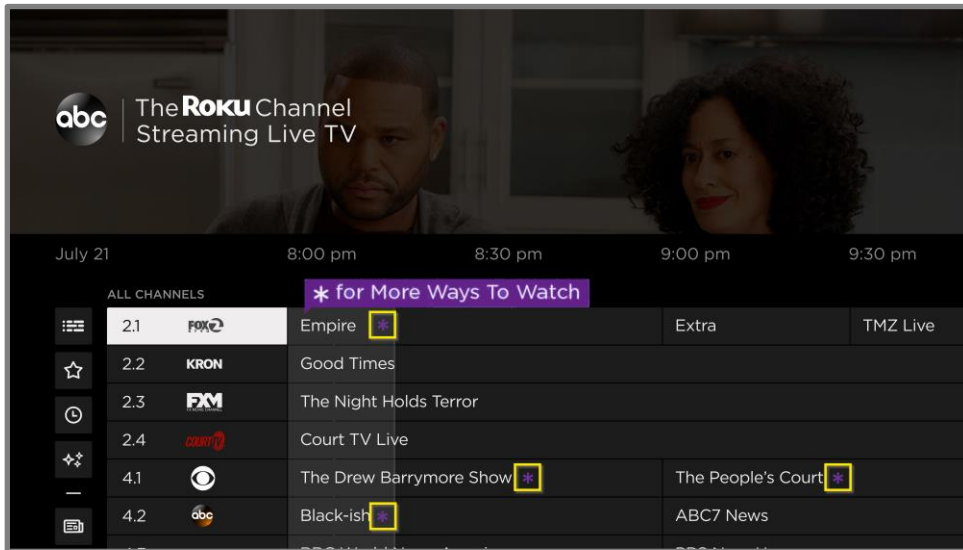 abc
The Roku Channel
Streaming Live TV
July 21 8:00 pm 8:30 pm 9:00 pm 9:30 pm
ALL CHANNELS
* for More Ways To Watch
2.1 FOX 2 Empire * Extra TMZ Live
2.2 KRON Good Times
2.3 FXM The Night Holds Terror
2.4 COURT TV Court TV Live
4.1 The Drew Barrymore Show * The People's Court *
4.2 abc Black-ish * ABC7 News